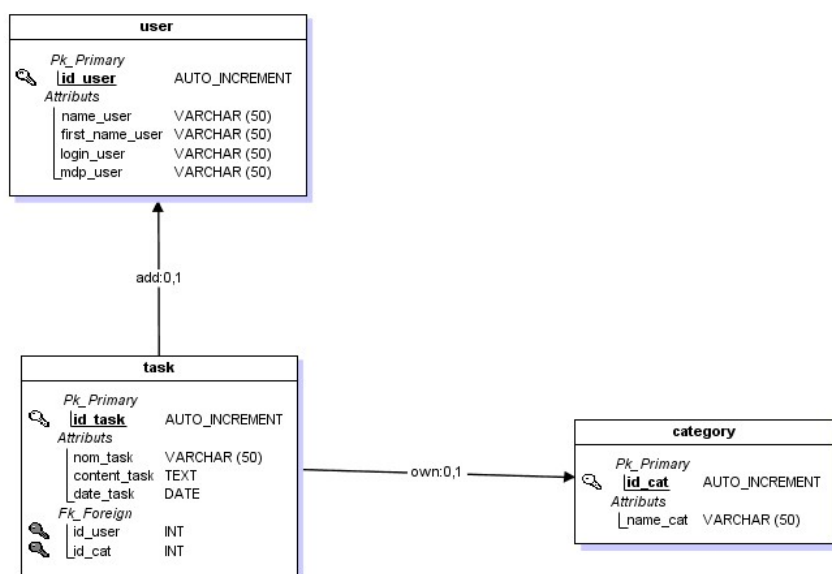 user
Pk_Primary
id_user AUTO_INCREMENT
Attributs
name_user VARCHAR (50)
first_name_user VARCHAR (50)
login_user VARCHAR (50)
mdp_user VARCHAR (50)
add:0,1
task
Pk_Primary
id_task AUTO_INCREMENT
Attributs
nom_task VARCHAR (50)
content_task TEXT
date_task DATE
Fk_Foreign
id_user INT
id_cat INT
own:0,1
category
Pk_Primary
id_cat AUTO_INCREMENT
Attributs
name_cat VARCHAR (50)